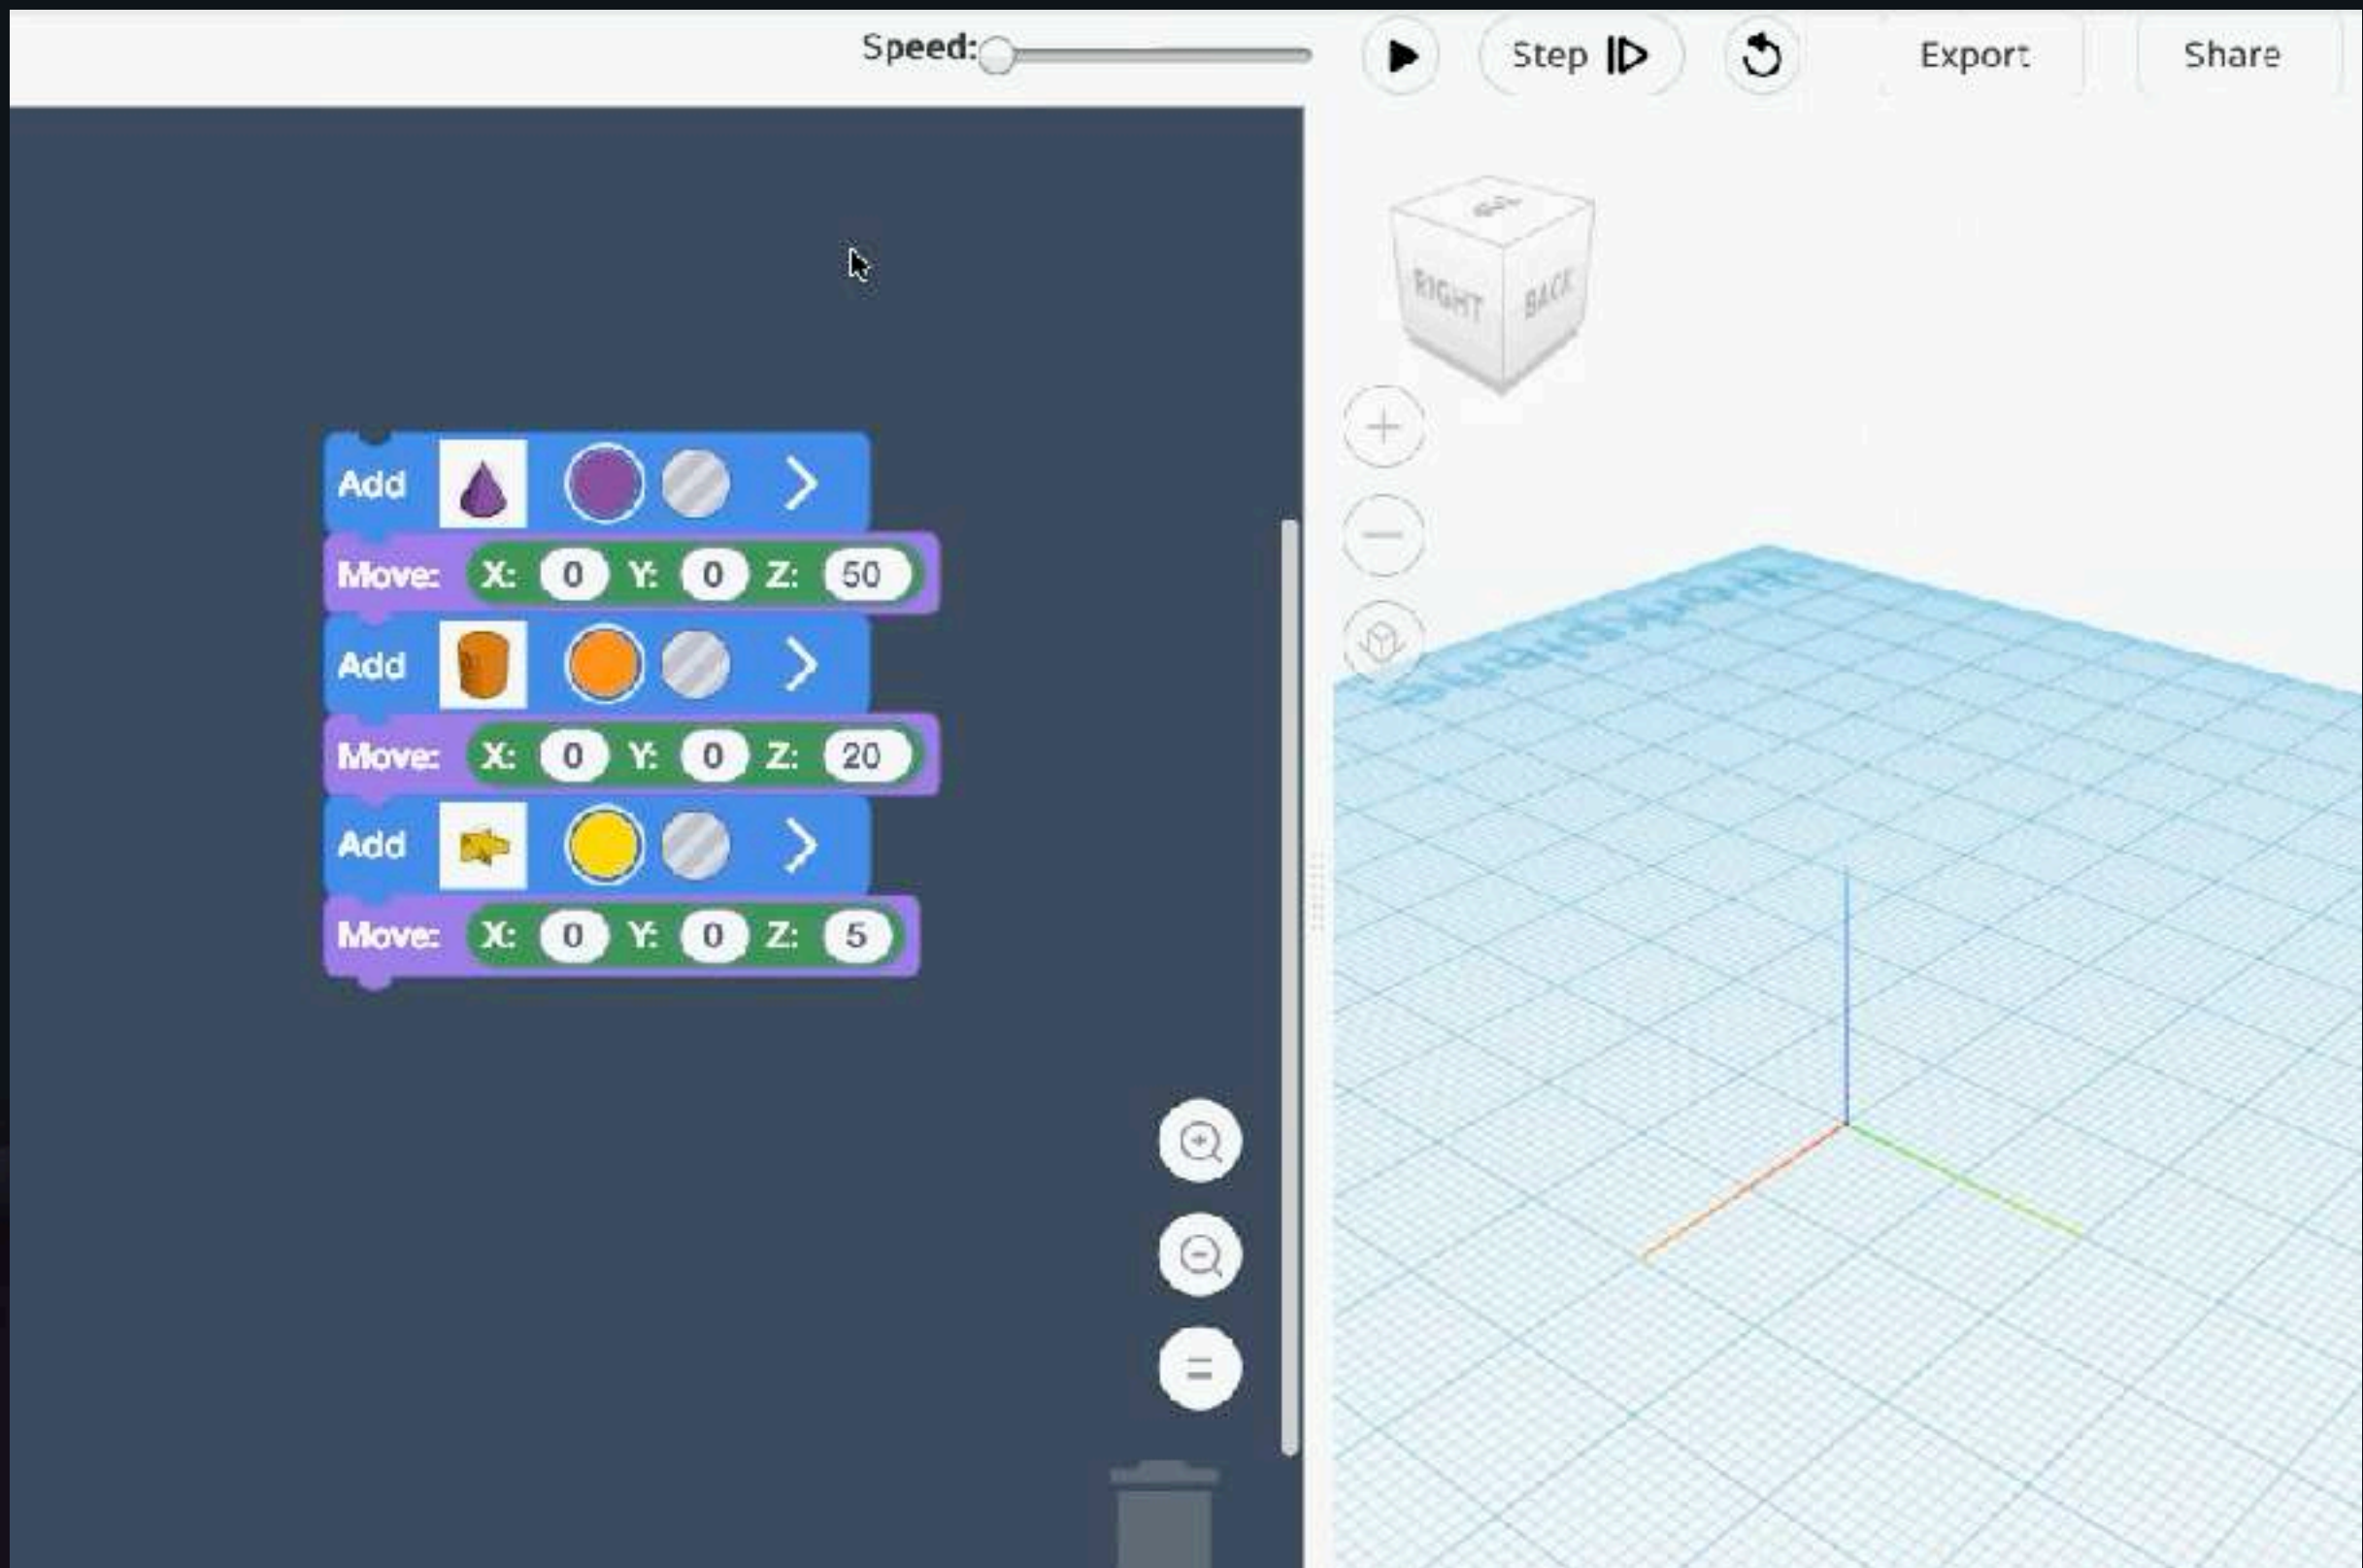 Speed:
Step
Export
Share
RIGHT
BACK
Add
Move: X: 0 Y: 0 Z: 50
Add
Move: X: 0 Y: 0 Z: 20
Add
Move: X: 0 Y: 0 Z: 5
Workplane